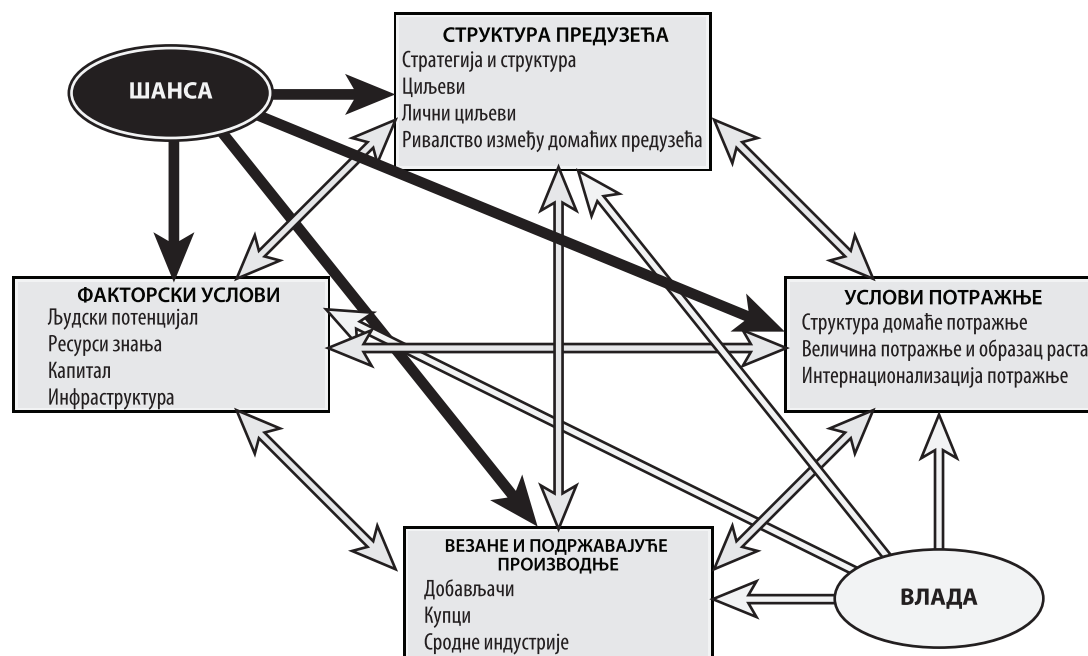 СТРУКТУРА ПРЕДУЗЕЋА
Стратегија и структура
Циљеви
Лични циљеви
Ривалство између домаћих предузећа
ШАНСА
ФАКТОРСКИ УСЛОВИ
Људски потенцијал
Ресурси знања
Капитал
Инфраструктура
УСЛОВИ ПОТРАЖЊЕ
Структура домаће потражње
Величина потражње и образац раста
Интернационализација потражње
ВЕЗАНЕ И ПОДРЖАВАЈУЋЕ
ПРОИЗВОДЊЕ
Добављачи
Купци
Сродне индустрије
ВЛАДА